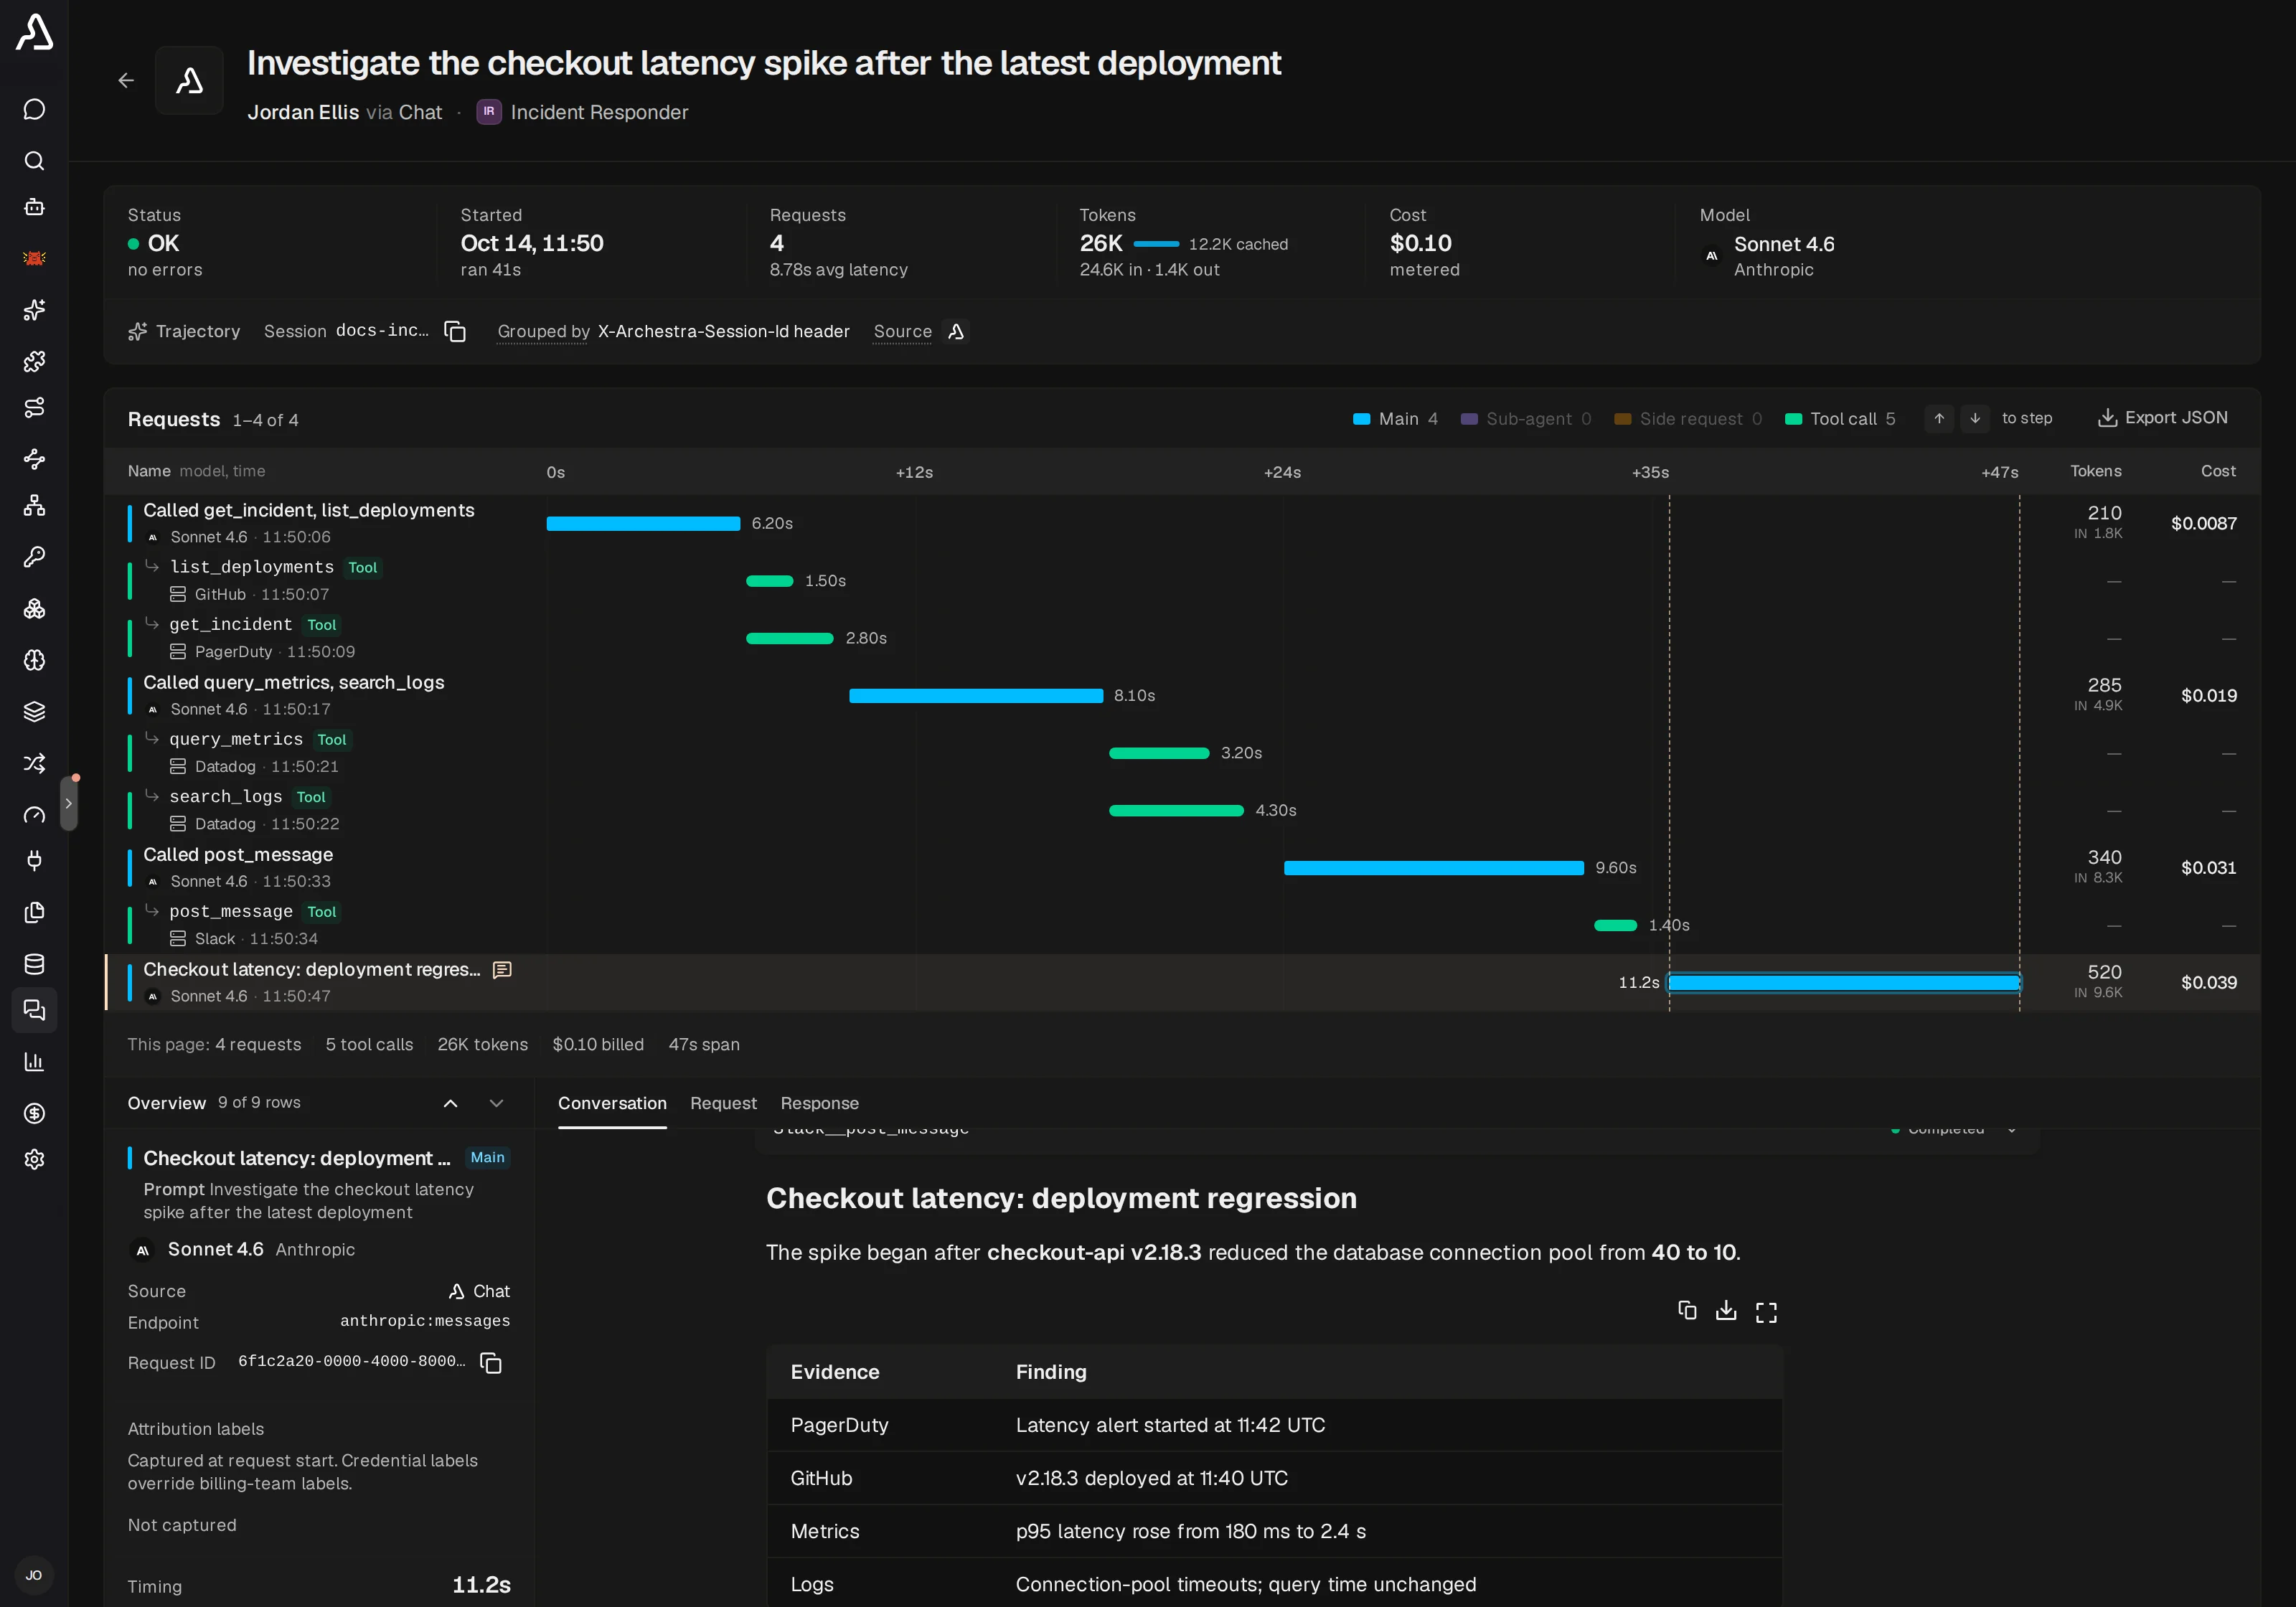 Investigate the checkout latency spike after the latest deployment
Jordan Ellis via Chat · IR Incident Responder
Status
OK
no errors
Started
Oct 14, 11:50
ran 41s
Requests
4
8.78s avg latency
Tokens
26K 12.2K cached
24.6K in · 1.4K out
Cost
$0.10
metered
Model
Sonnet 4.6
Anthropic
Trajectory Session docs-inc… Grouped by X-Archestra-Session-Id header Source
Requests 1–4 of 4 Main 4 Sub-agent 0 Side request 0 Tool call 5 to step Export JSON
Name model, time 0s +12s +24s +35s +47s Tokens Cost
Called get_incident, list_deployments
Sonnet 4.6 · 11:50:06
6.20s
210
IN 1.8K
$0.0087
list_deployments Tool
GitHub · 11:50:07
1.50s
— —
get_incident Tool
PagerDuty · 11:50:09
2.80s
— —
Called query_metrics, search_logs
Sonnet 4.6 · 11:50:17
8.10s
285
IN 4.9K
$0.019
query_metrics Tool
Datadog · 11:50:21
3.20s
— —
search_logs Tool
Datadog · 11:50:22
4.30s
— —
Called post_message
Sonnet 4.6 · 11:50:33
9.60s
340
IN 8.3K
$0.031
post_message Tool
Slack · 11:50:34
1.40s
— —
Checkout latency: deployment regres…
Sonnet 4.6 · 11:50:47
11.2s
520
IN 9.6K
$0.039
This page: 4 requests 5 tool calls 26K tokens $0.10 billed 47s span
Overview 9 of 9 rows
Checkout latency: deployment … Main
Prompt Investigate the checkout latency
spike after the latest deployment
Sonnet 4.6 Anthropic
Source Chat
Endpoint anthropic:messages
Request ID 6f1c2a20-0000-4000-8000…
Attribution labels
Captured at request start. Credential labels
override billing-team labels.
Not captured
Timing 11.2s
JO
Conversation Request Response
Slack__post_message Completed
Checkout latency: deployment regression
The spike began after checkout-api v2.18.3 reduced the database connection pool from 40 to 10.
Evidence Finding
PagerDuty Latency alert started at 11:42 UTC
GitHub v2.18.3 deployed at 11:40 UTC
Metrics p95 latency rose from 180 ms to 2.4 s
Logs Connection-pool timeouts; query time unchanged